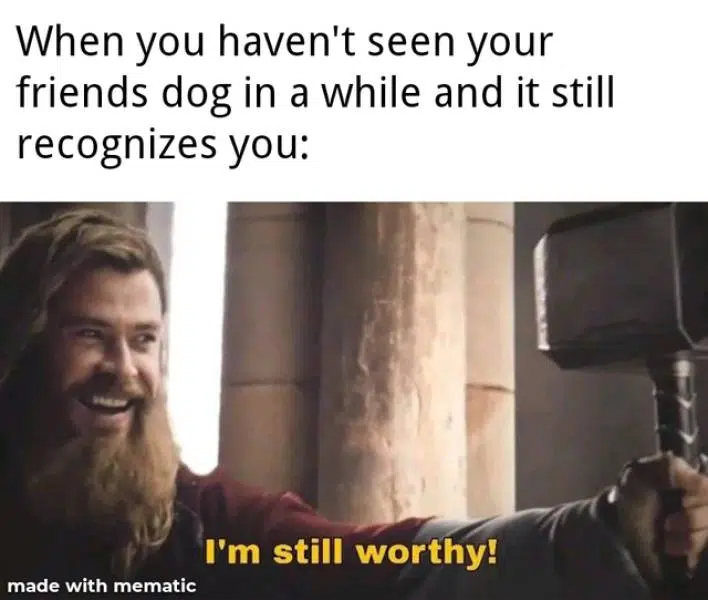 When you haven't seen your
friends dog in a while and it still
recognizes you:
I'm still worthy!
made with mematic